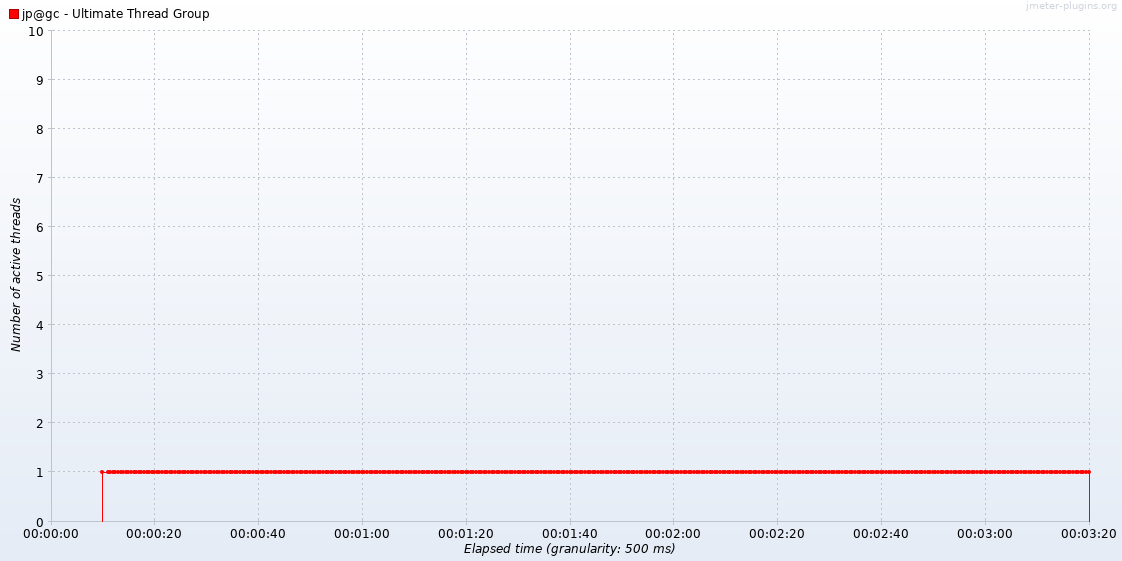 jp@gc - Ultimate Thread Group
jmeter-plugins.org
10
9
8
7
6
5
4
3
2
1
0
Number of active threads
00:00:00 00:00:20 00:00:40 00:01:00 00:01:20 00:01:40 00:02:00 00:02:20 00:02:40 00:03:00 00:03:20
Elapsed time (granularity: 500 ms)